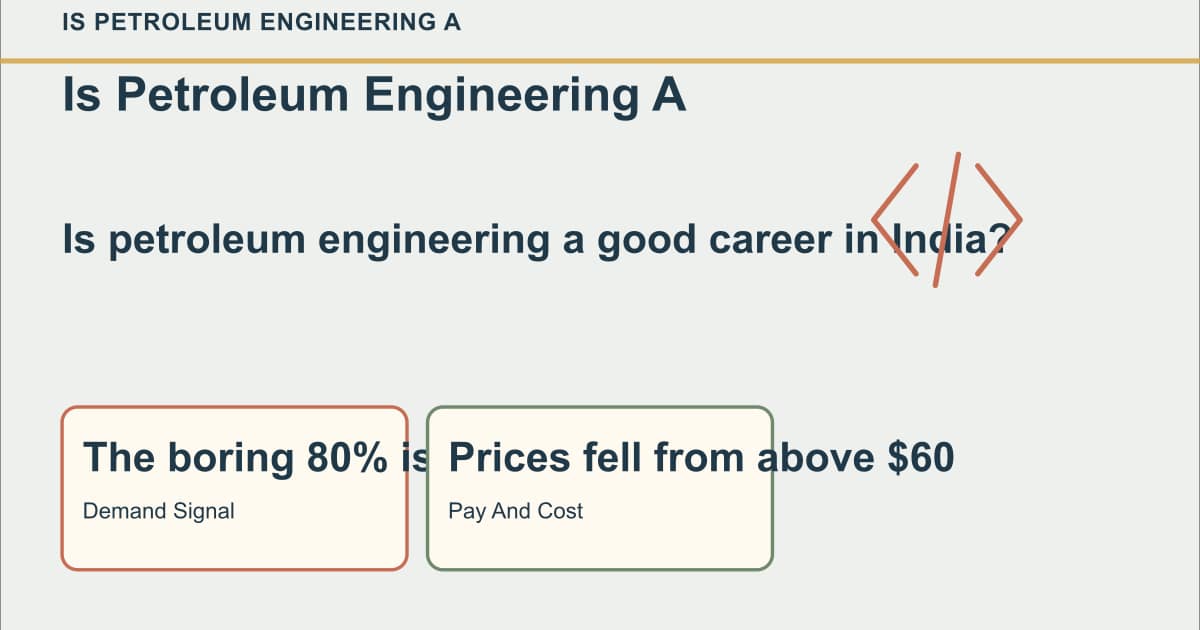 IS PETROLEUM ENGINEERING A
Is Petroleum Engineering A
Is petroleum engineering a good career in India?
The boring 80% is
Demand Signal
Prices fell from above $60
Pay And Cost